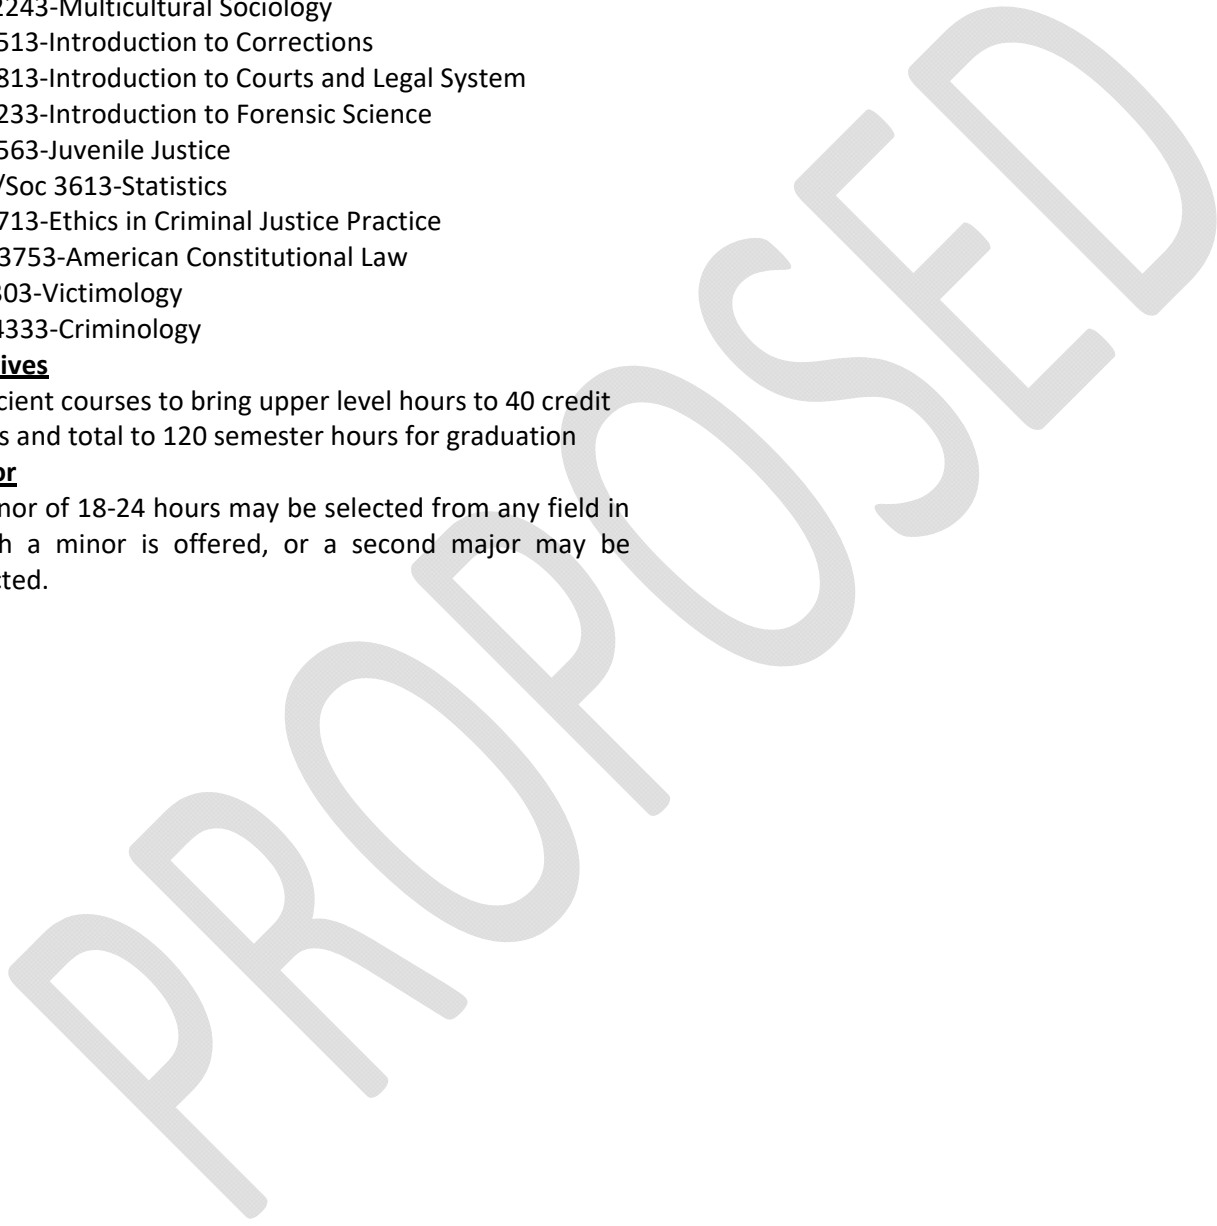 2243-Multicultural Sociology
513-Introduction to Corrections
813-Introduction to Courts and Legal System
233-Introduction to Forensic Science
563-Juvenile Justice
/Soc 3613-Statistics
713-Ethics in Criminal Justice Practice
3753-American Constitutional Law
303-Victimology
4333-Criminology
ives
cient courses to bring upper level hours to 40 credit
s and total to 120 semester hours for graduation
or
nor of 18-24 hours may be selected from any field in
h a minor is offered, or a second major may be
cted.
PROPOSED